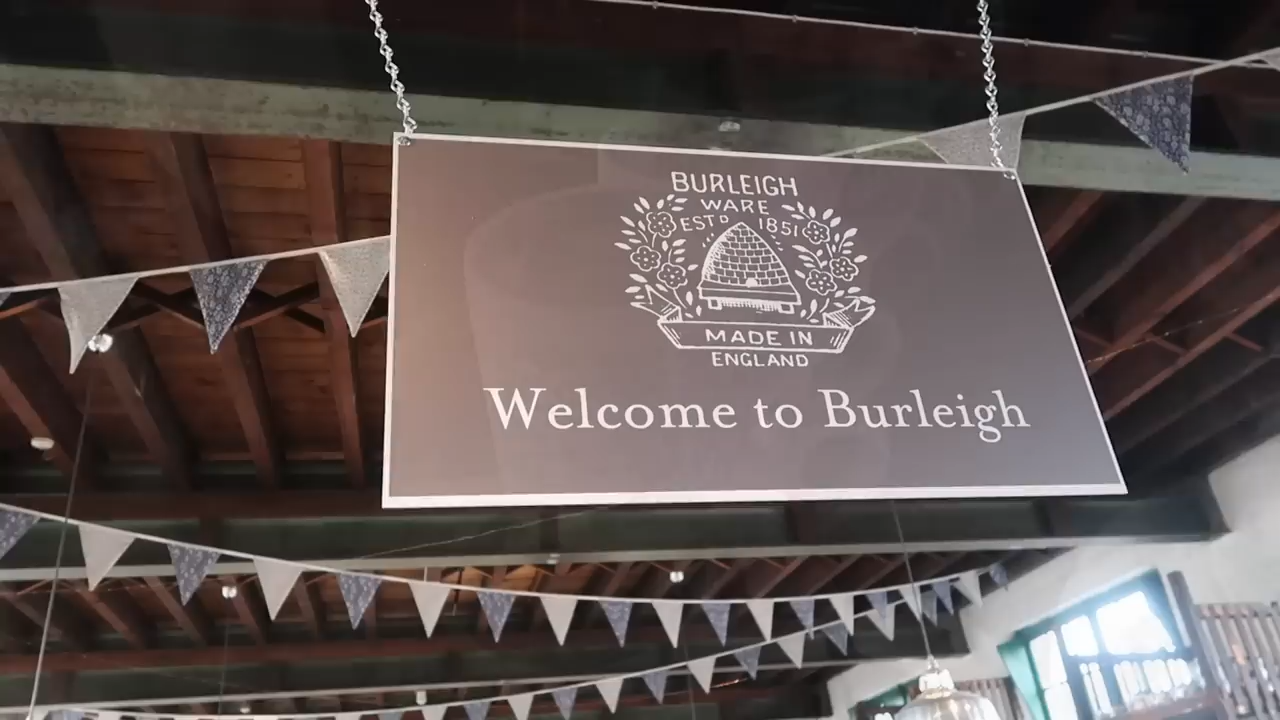 BURLEIGH
WARE
ESTD 1851
MADE IN
ENGLAND
Welcome to Burleigh